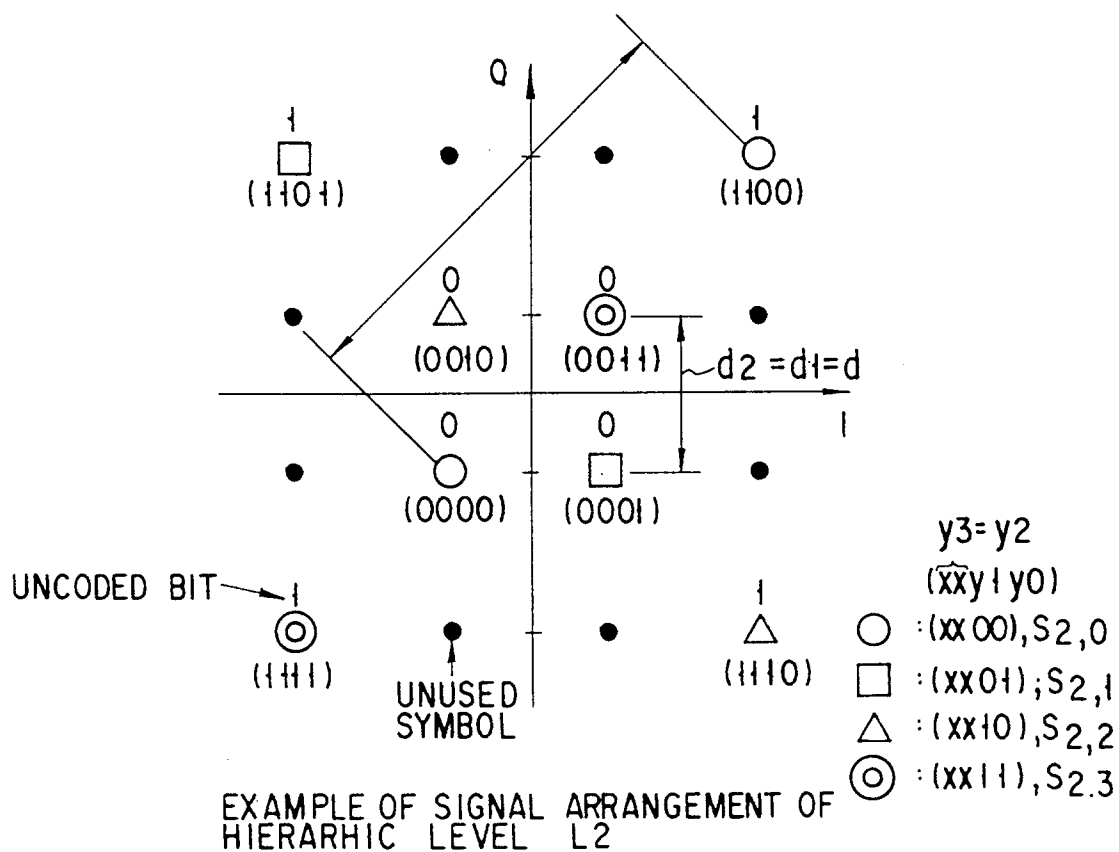 Q
1 1
(1101) (1100)
0 0
(0010) (0011)
d2 = d1 = d
I
0 0
(0000) (0001)
y3 = y2
(xxy1y0)
UNCODED BIT
1 1
○ :(xx00), S2,0
(1111) (1110)
□ :(xx01); S2,1
UNUSED
SYMBOL
△ :(xx10), S2,2
◎ :(xx11), S2.3
EXAMPLE OF SIGNAL ARRANGEMENT OF
HIERARHIC LEVEL L2